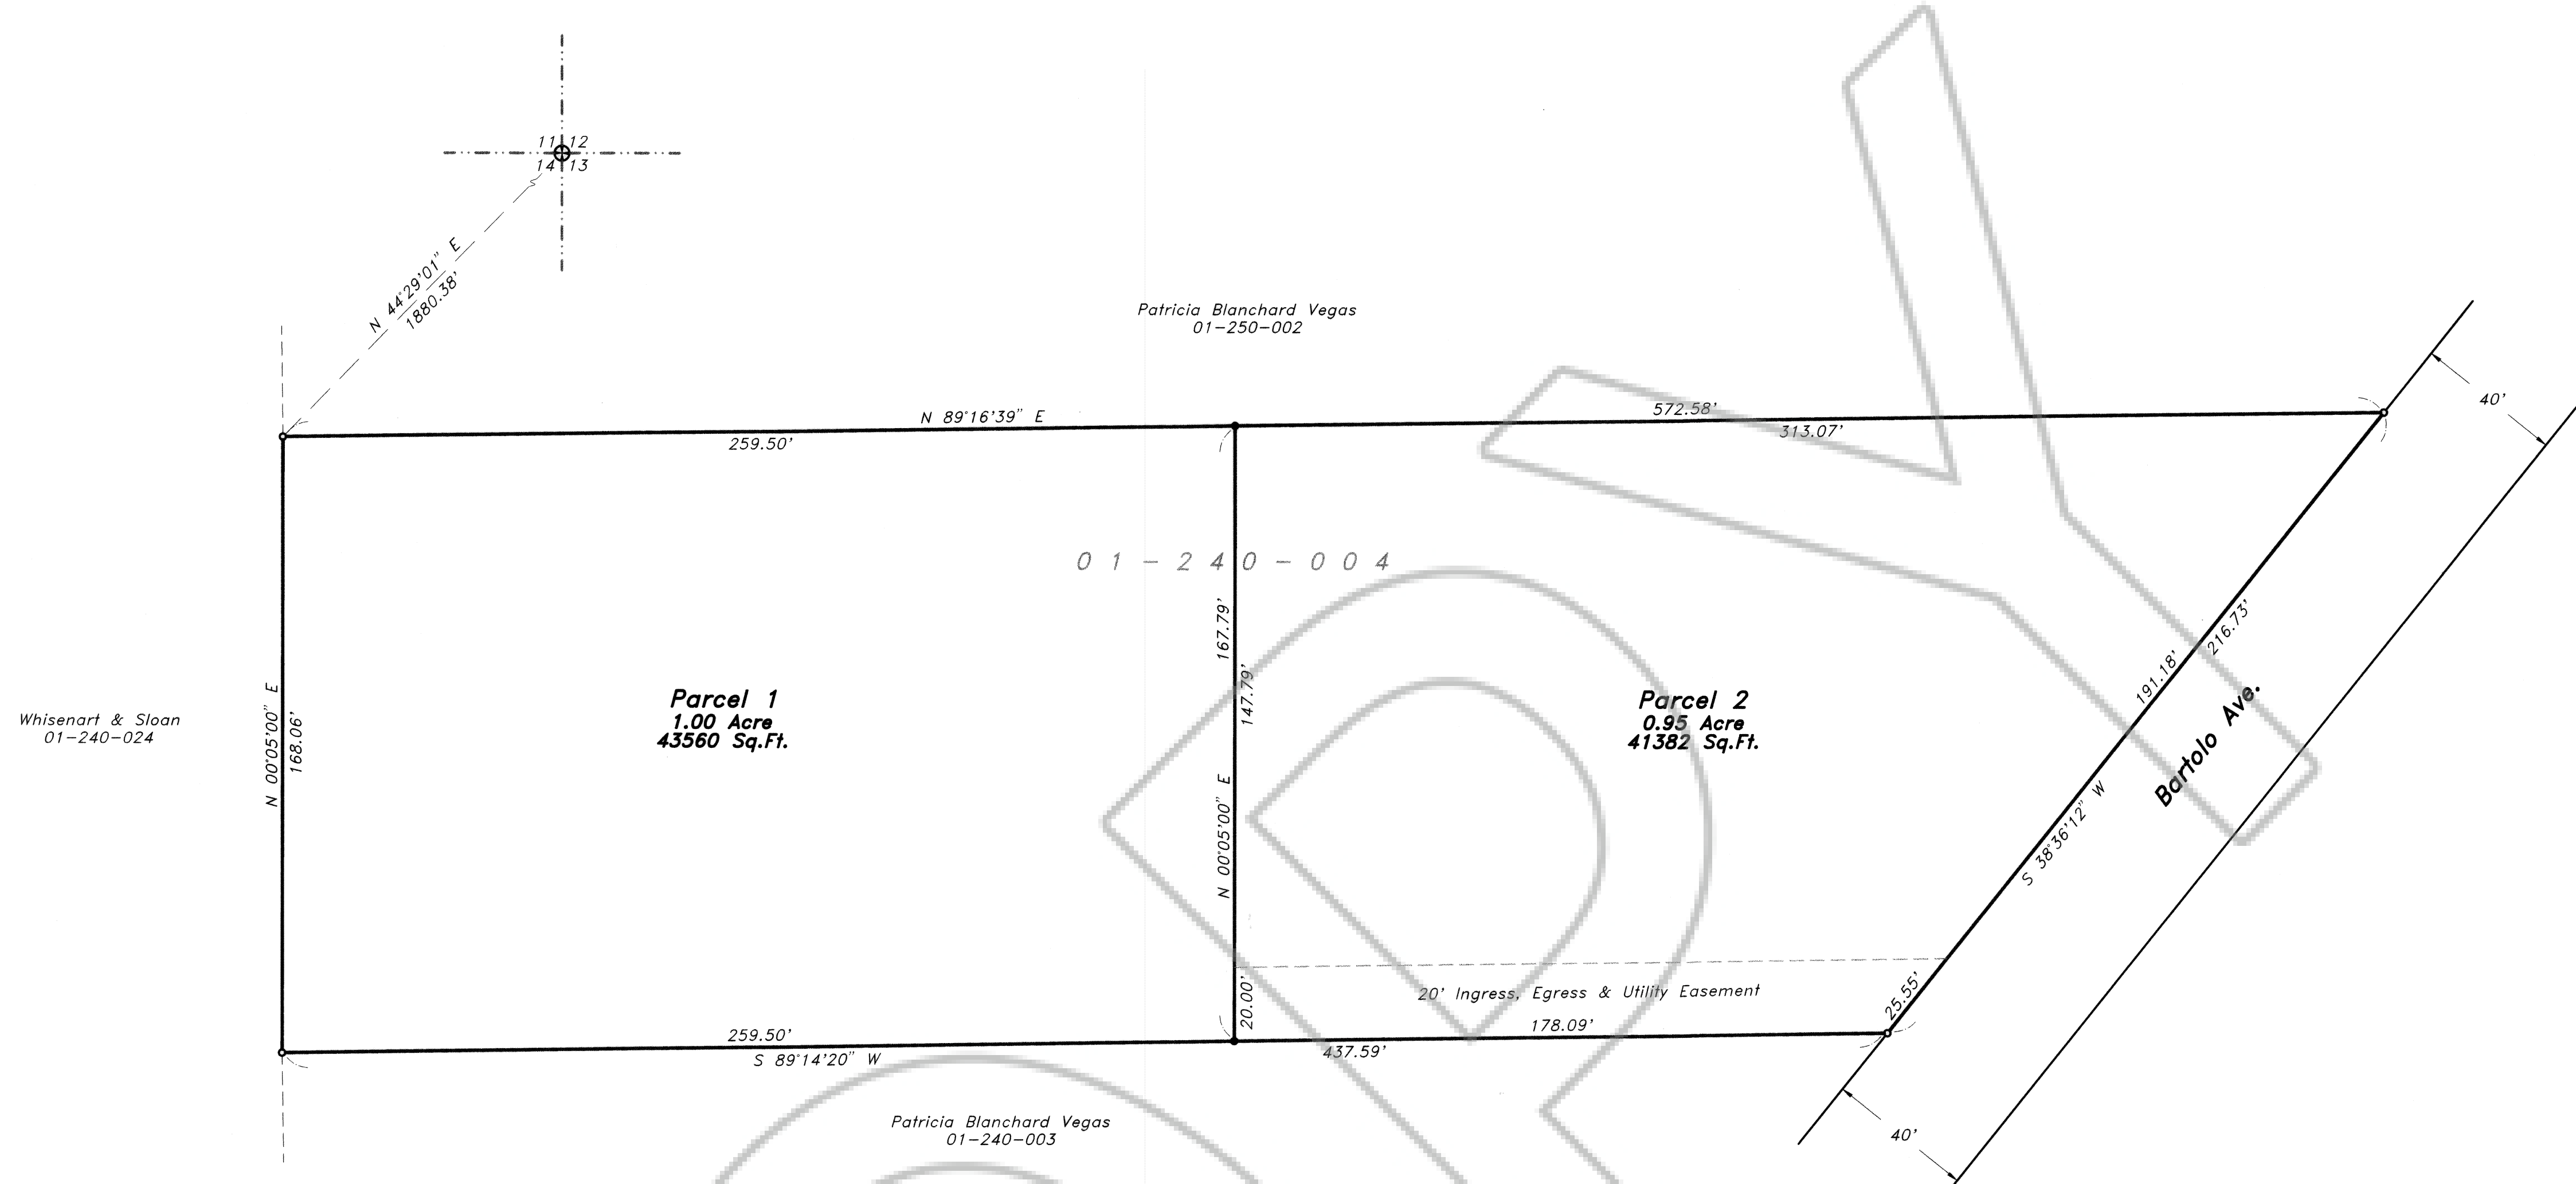 11 12
14 13
N 44°29'01" E
1880.38'
Patricia Blanchard Vegas
01-250-002
N 89°16'39" E
259.50'
572.58'
313.07'
40'
01-240-004
Whisenart & Sloan
01-240-024
N 00°05'00" E
168.06'
Parcel 1
1.00 Acre
43560 Sq.Ft.
167.79'
147.79'
N 00°05'00" E
20.00'
Parcel 2
0.95 Acre
41382 Sq.Ft.
216.73'
191.18'
S 38°36'12" W
Bartolo Ave.
25.55'
20' Ingress, Egress & Utility Easement
259.50'
S 89°14'20" W
178.09'
437.59'
Patricia Blanchard Vegas
01-240-003
40'